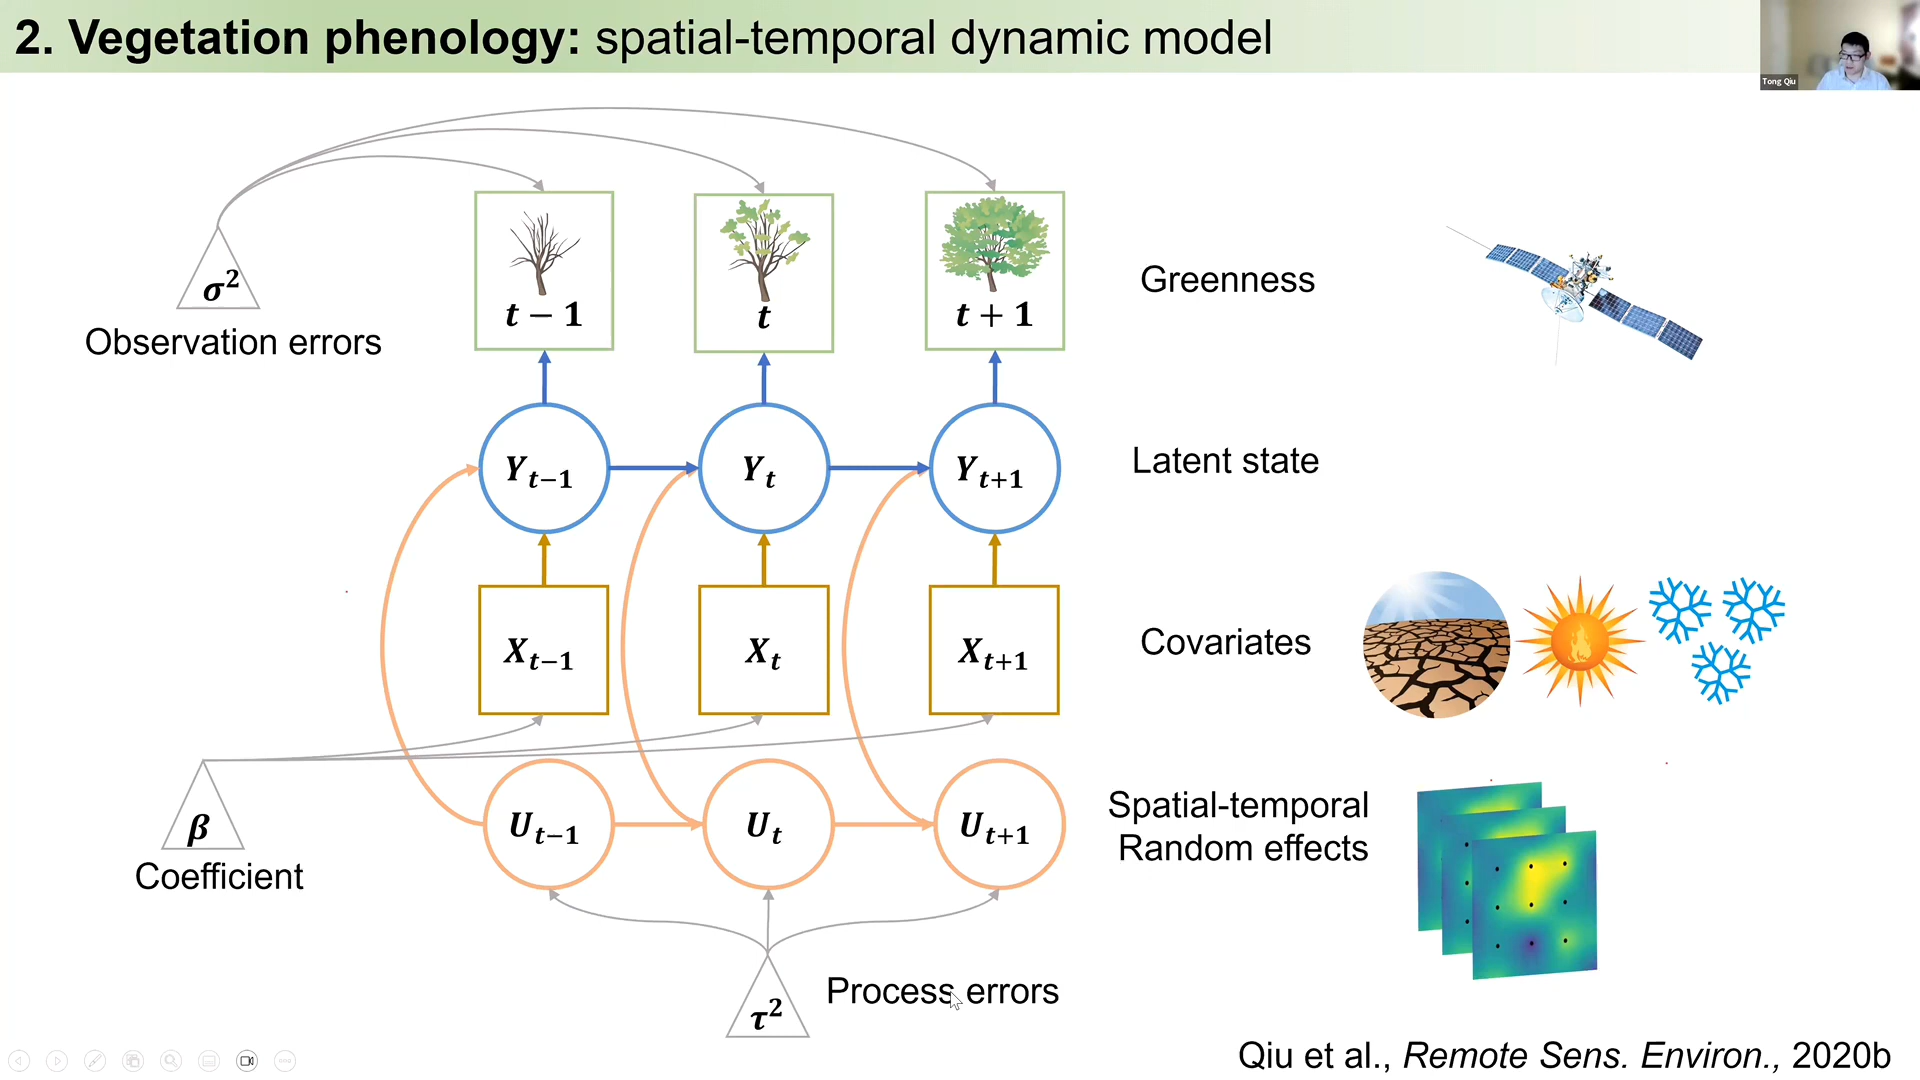 2. Vegetation phenology: spatial-temporal dynamic model
Tong Qiu
σ²
Observation errors
t − 1
t
t + 1
Greenness
Yₜ₋₁
Yₜ
Yₜ₊₁
Latent state
Xₜ₋₁
Xₜ
Xₜ₊₁
Covariates
β
Coefficient
Uₜ₋₁
Uₜ
Uₜ₊₁
Spatial-temporal
Random effects
τ²
Process errors
Qiu et al., Remote Sens. Environ., 2020b